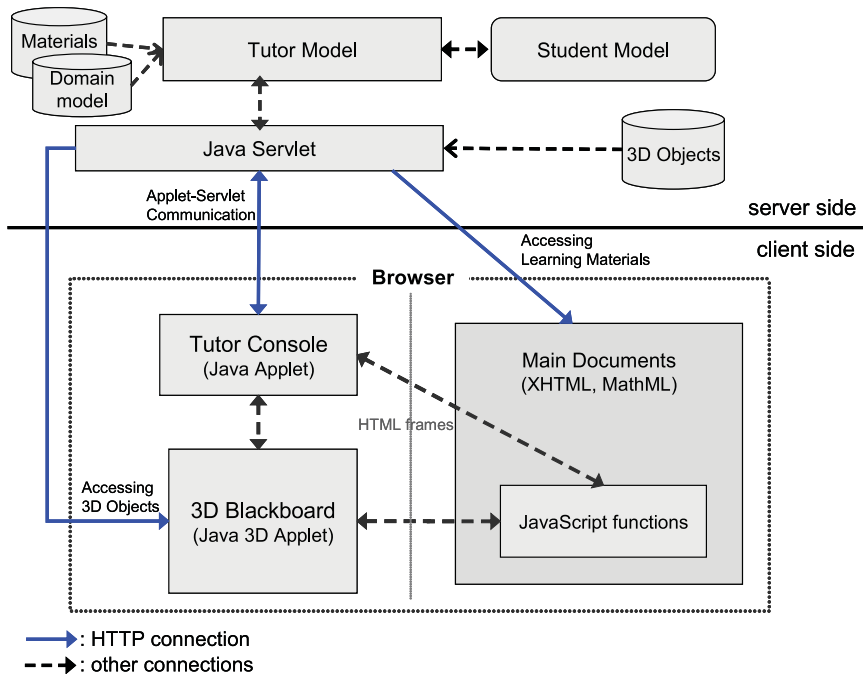 Materials
Domain
model
Tutor Model
Student Model
Java Servlet
3D Objects
Applet-Servlet
Communication
server side
client side
Accessing
Learning Materials
Browser
Tutor Console
(Java Applet)
Main Documents
(XHTML, MathML)
HTML frames
Accessing
3D Objects
3D Blackboard
(Java 3D Applet)
JavaScript functions
: HTTP connection
: other connections